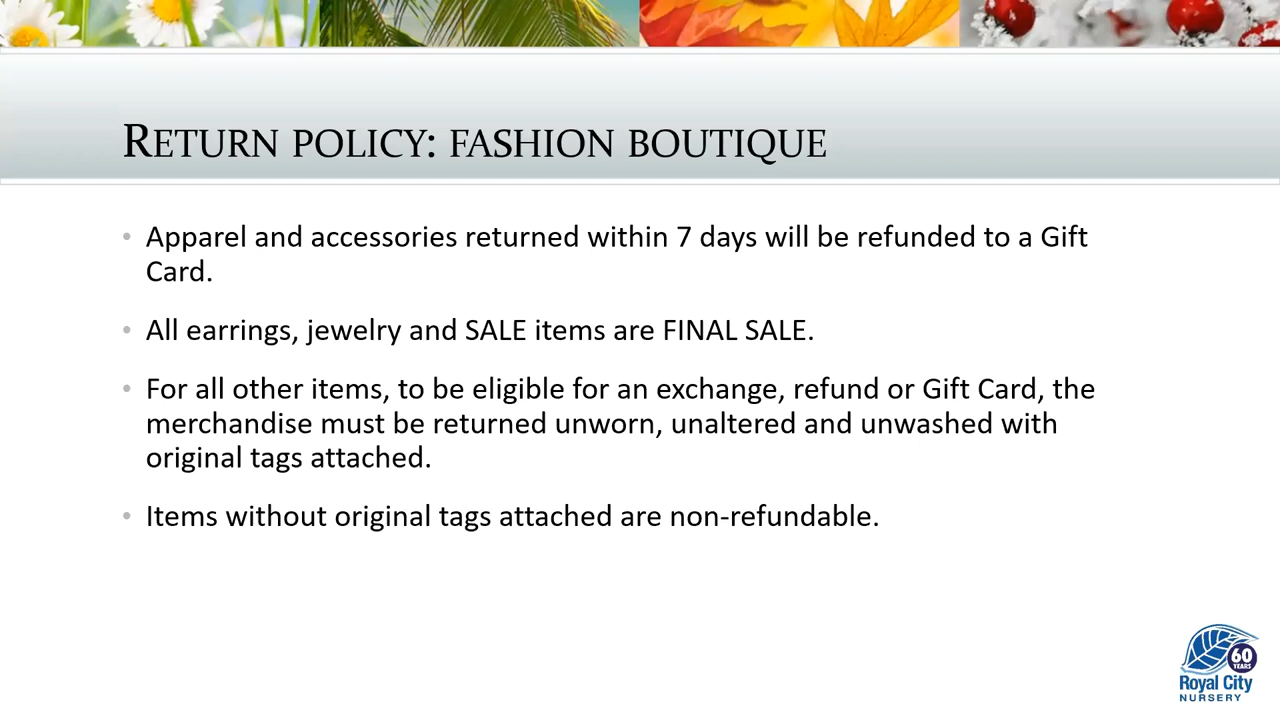 RETURN POLICY: FASHION BOUTIQUE
• Apparel and accessories returned within 7 days will be refunded to a Gift
Card.
• All earrings, jewelry and SALE items are FINAL SALE.
• For all other items, to be eligible for an exchange, refund or Gift Card, the
merchandise must be returned unworn, unaltered and unwashed with
original tags attached.
• Items without original tags attached are non-refundable.
60
YEARS
Royal City
NURSERY